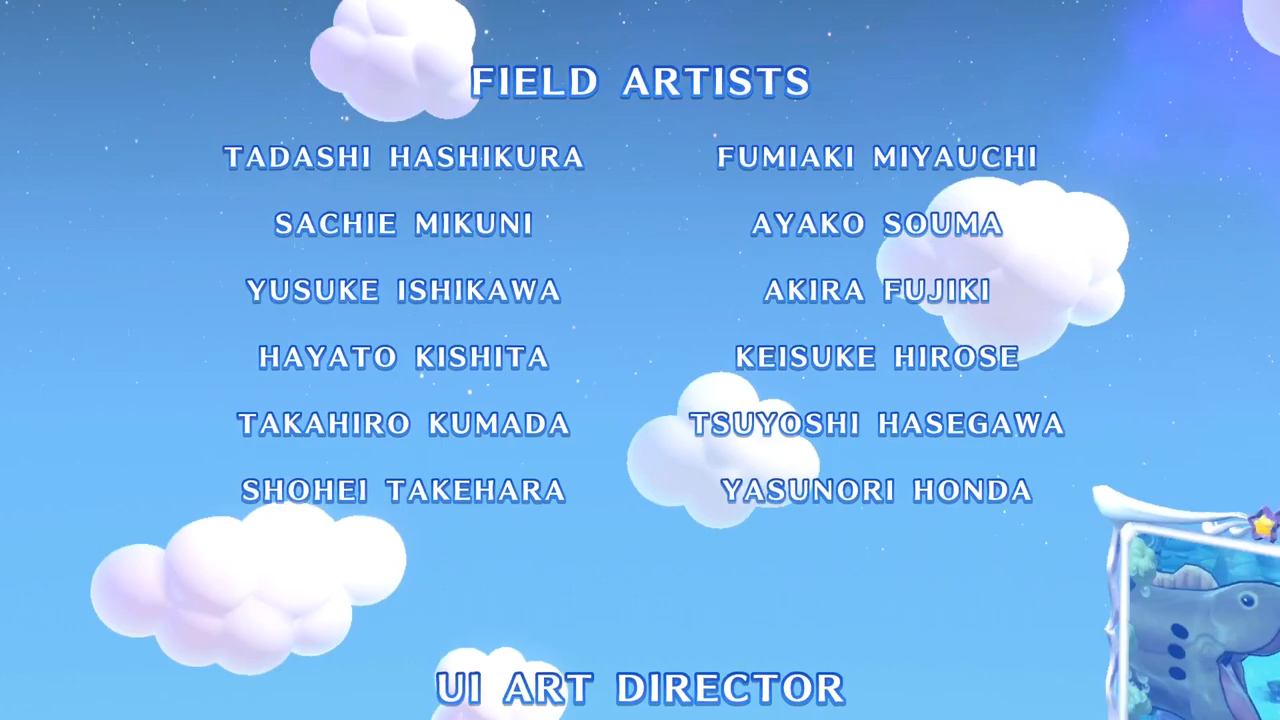 FIELD ARTISTS
TADASHI HASHIKURA FUMIAKI MIYAUCHI
SACHIE MIKUNI AYAKO SOUMA
YUSUKE ISHIKAWA AKIRA FUJIKI
HAYATO KISHITA KEISUKE HIROSE
TAKAHIRO KUMADA TSUYOSHI HASEGAWA
SHOHEI TAKEHARA YASUNORI HONDA
UI ART DIRECTOR